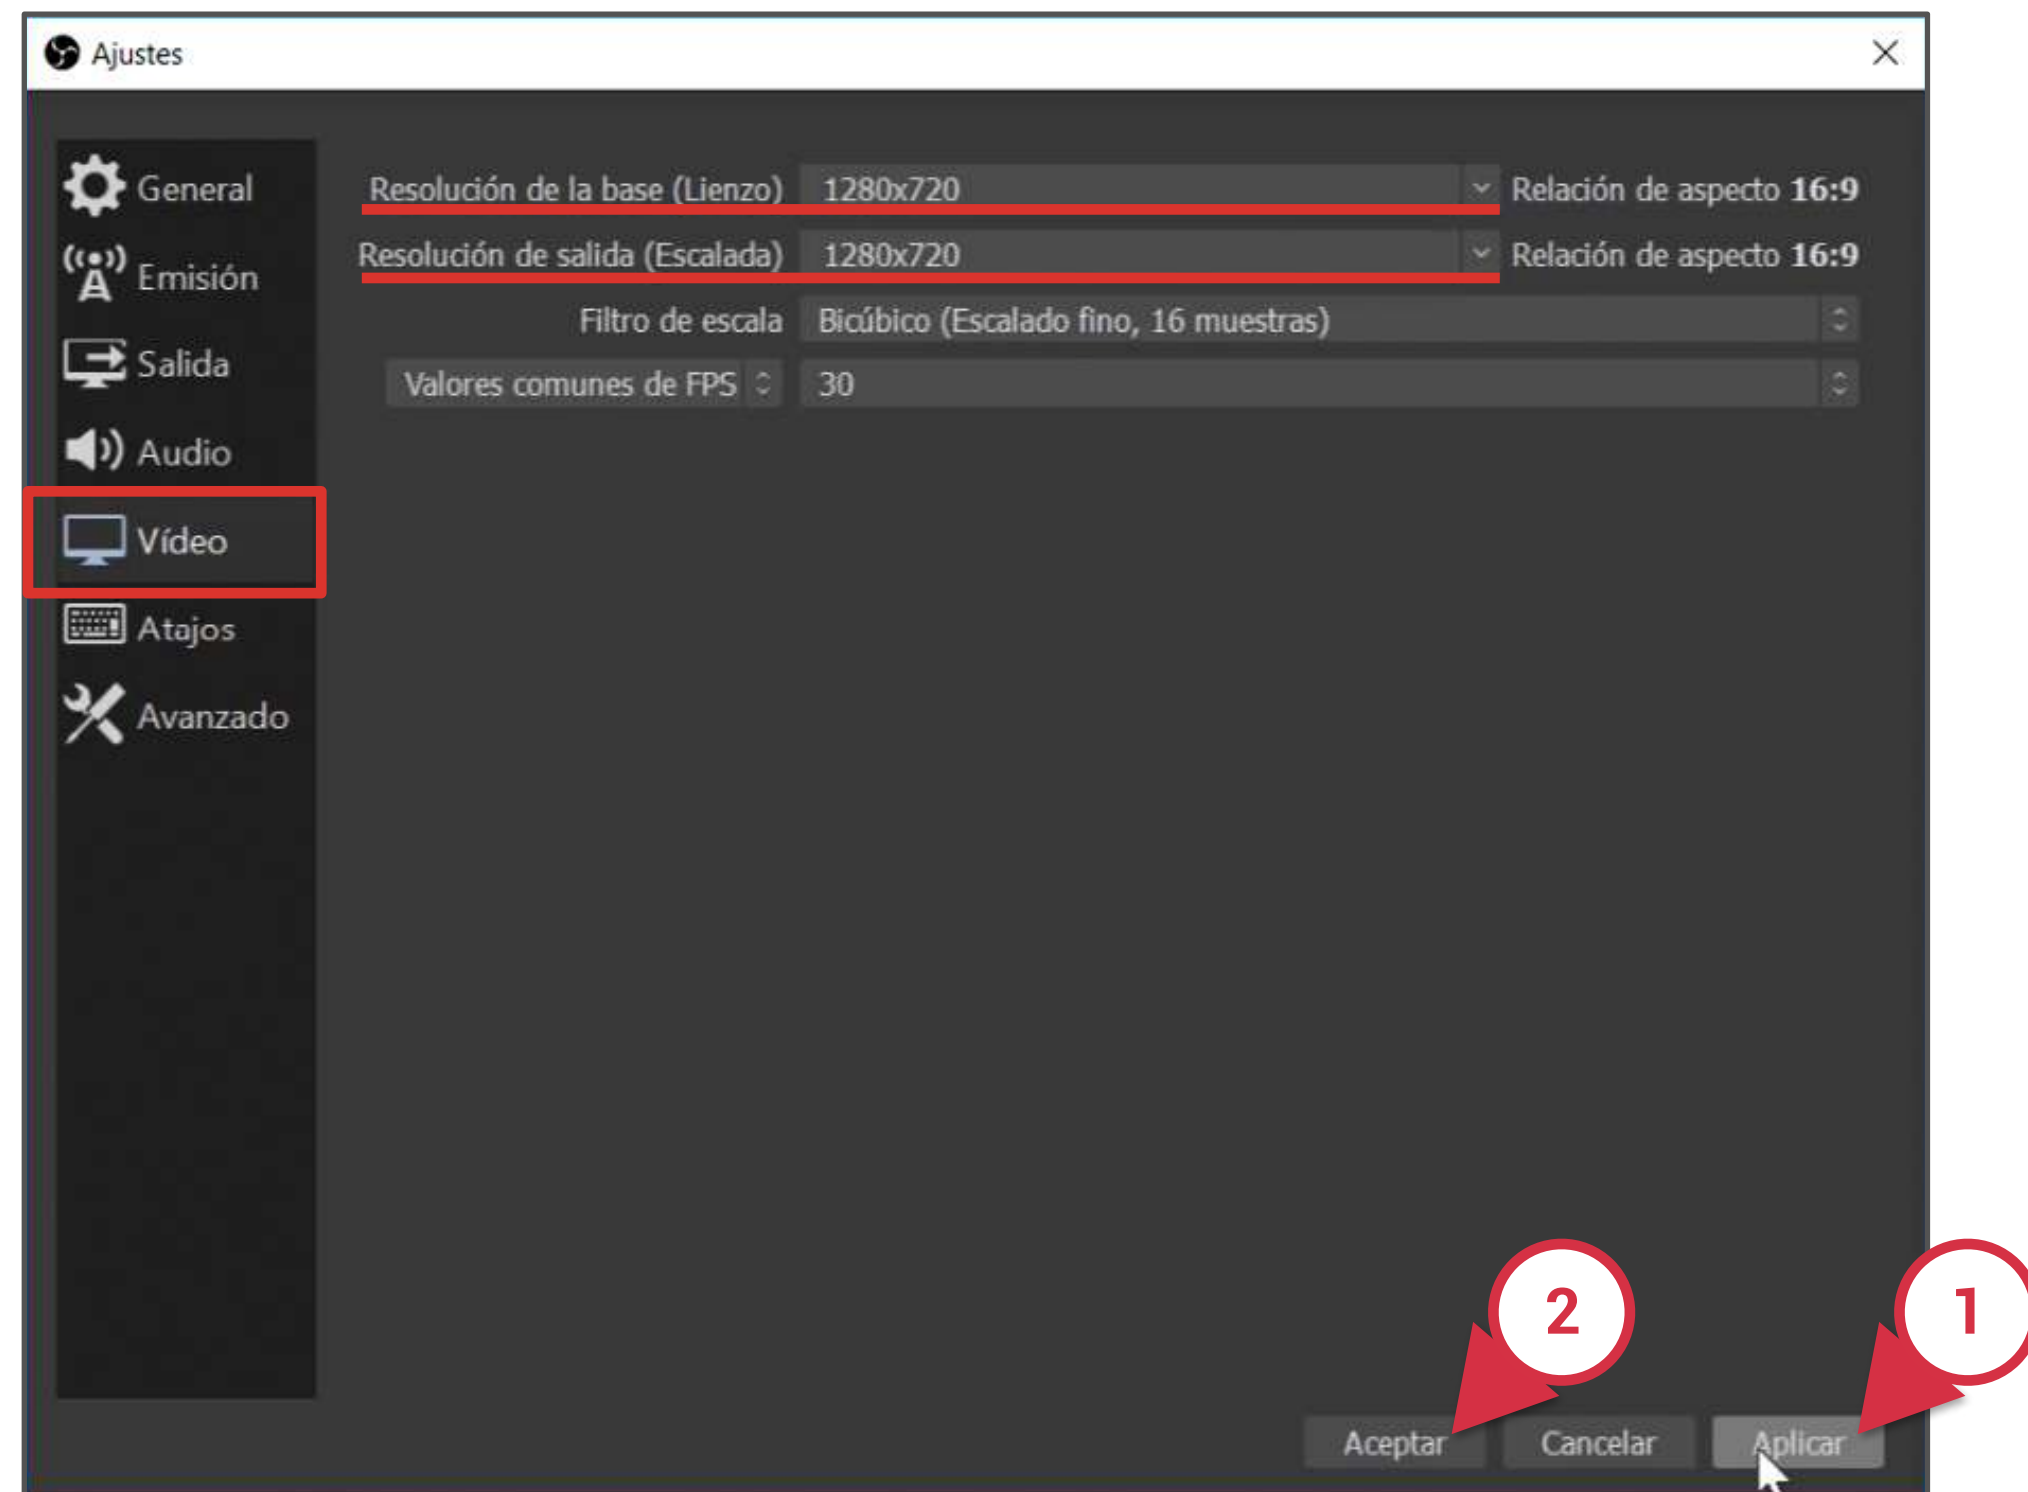 Ajustes
General
Emisión
Salida
Audio
Vídeo
Atajos
Avanzado
Resolución de la base (Lienzo) 1280x720 Relación de aspecto 16:9
Resolución de salida (Escalada) 1280x720 Relación de aspecto 16:9
Filtro de escala Bicúbico (Escalado fino, 16 muestras)
Valores comunes de FPS 30
2 1
Aceptar Cancelar Aplicar